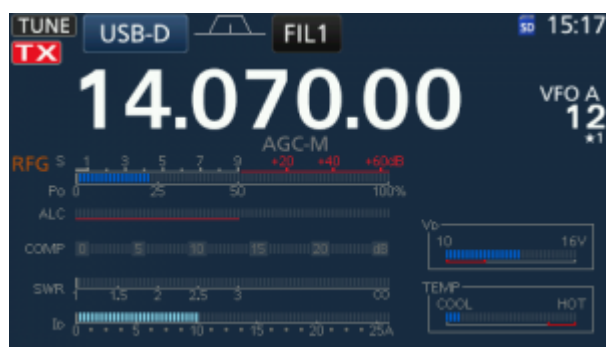 TUNE USB-D FIL1 SD 15:17
TX
14.070.00
VFO A
12
★1
AGC-M
RFG S 1 3 5 7 9 +20 +40 +60dB
Po 0 25 50 100%
ALC
VD
10 16V
COMP 0 5 10 15 20 dB
SWR 1 1.5 2 2.5 3 ∞
TEMP
COOL HOT
ID 0 5 10 15 20 25A